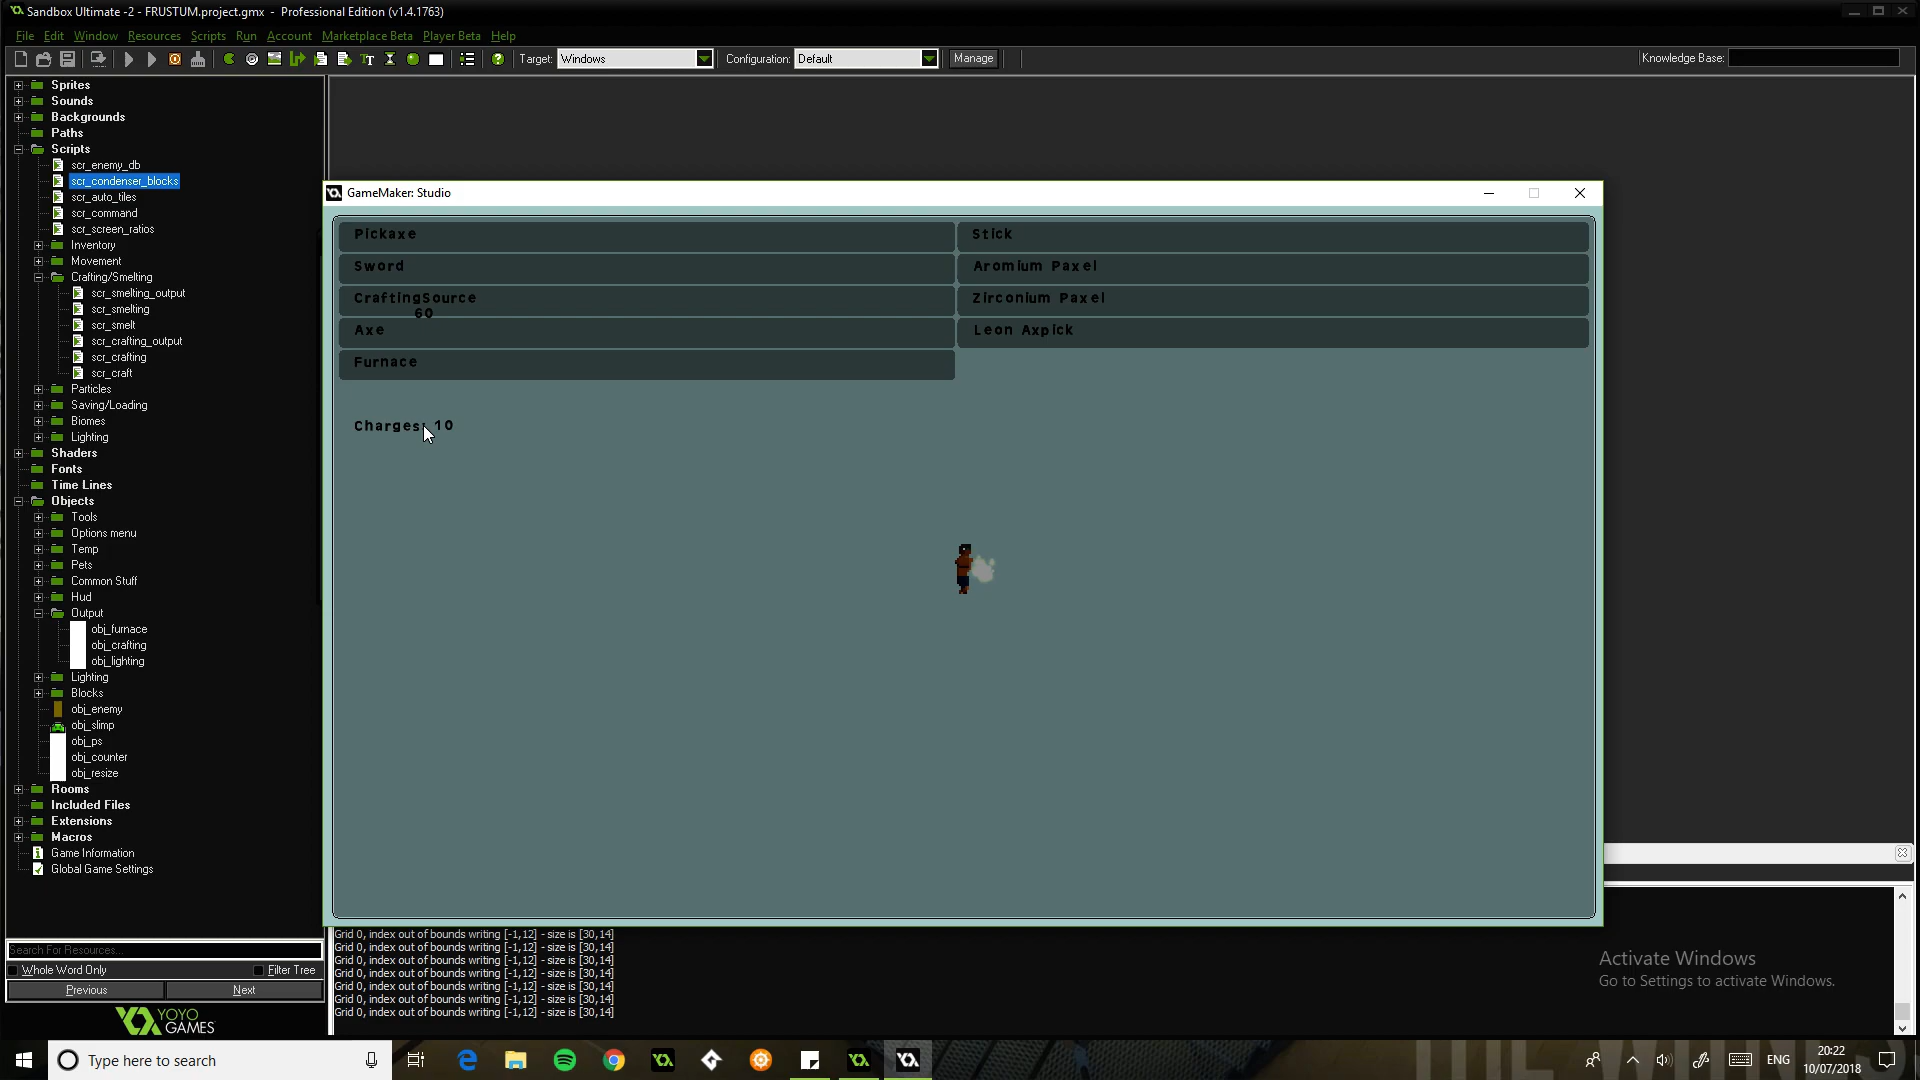 Sandbox Ultimate -2 - FRUSTUM.project.gmx - Professional Edition (v1.4.1763)
File Edit Window Resources Scripts Run Account Marketplace Beta Player Beta Help
Target: Windows Configuration: Default Manage Knowledge Base:
Sprites
Sounds
Backgrounds
Paths
Scripts
scr_enemy_db
scr_condenser_blocks
scr_auto_tiles
scr_command
scr_screen_ratios
Inventory
Movement
Crafting/Smelting
scr_smelting_output
scr_smelting
scr_smelt
scr_crafting_output
scr_crafting
scr_craft
Particles
Saving/Loading
Biomes
Lighting
Shaders
Fonts
Time Lines
Objects
Tools
Options menu
Temp
Pets
Common Stuff
Hud
Output
obj_furnace
obj_crafting
obj_lighting
Lighting
Blocks
obj_enemy
obj_slimp
obj_ps
obj_counter
obj_resize
Rooms
Included Files
Extensions
Macros
Game Information
Global Game Settings
Search For Resources...
Whole Word Only Filter Tree
Previous Next
YOYO
GAMES
GameMaker: Studio
Pickaxe Stick
Sword Aromium Paxel
CraftingSource Zirconium Paxel
60
Axe Leon Axpick
Furnace
Charges: 10
Grid 0, index out of bounds writing [-1,12] - size is [30,14]
Grid 0, index out of bounds writing [-1,12] - size is [30,14]
Grid 0, index out of bounds writing [-1,12] - size is [30,14]
Grid 0, index out of bounds writing [-1,12] - size is [30,14]
Grid 0, index out of bounds writing [-1,12] - size is [30,14]
Grid 0, index out of bounds writing [-1,12] - size is [30,14]
Grid 0, index out of bounds writing [-1,12] - size is [30,14]
Activate Windows
Go to Settings to activate Windows.
Type here to search
ENG
20:22
10/07/2018